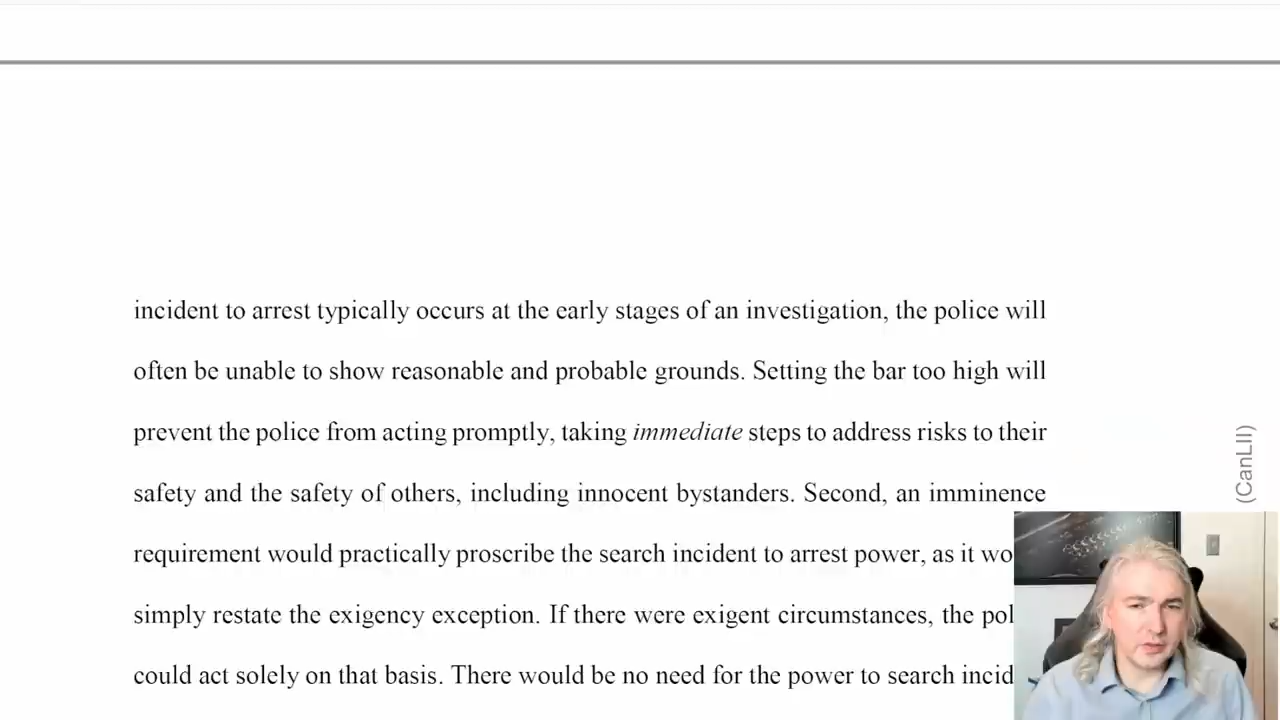 incident to arrest typically occurs at the early stages of an investigation, the police will
often be unable to show reasonable and probable grounds. Setting the bar too high will
prevent the police from acting promptly, taking immediate steps to address risks to their
safety and the safety of others, including innocent bystanders. Second, an imminence
requirement would practically proscribe the search incident to arrest power, as it wo
simply restate the exigency exception. If there were exigent circumstances, the pol
could act solely on that basis. There would be no need for the power to search incid
(CanLII)